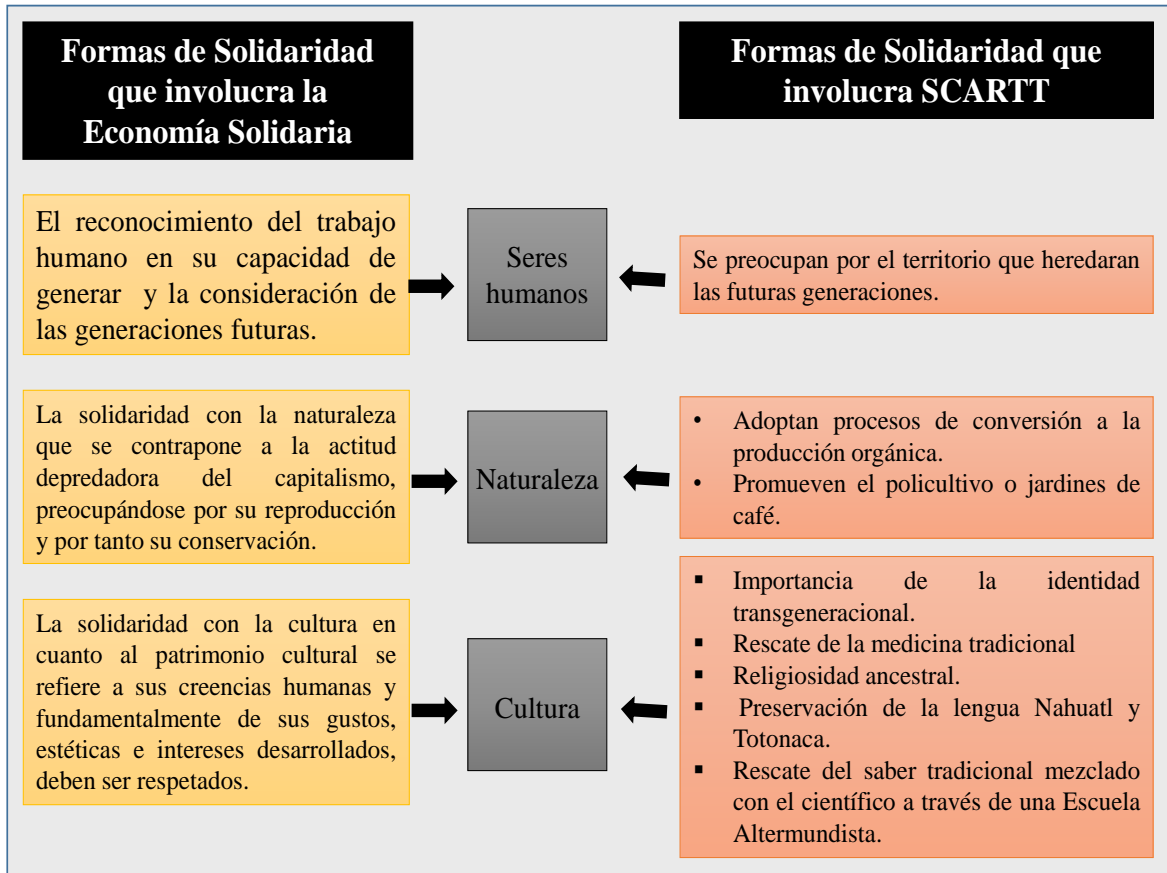 Formas de Solidaridad
que involucra la
Economía Solidaria
Formas de Solidaridad que
involucra SCARTT
El reconocimiento del trabajo
humano en su capacidad de
generar y la consideración de
las generaciones futuras.
Seres
humanos
Se preocupan por el territorio que heredaran
las futuras generaciones.
La solidaridad con la naturaleza
que se contrapone a la actitud
depredadora del capitalismo,
preocupándose por su reproducción
y por tanto su conservación.
Naturaleza
• Adoptan procesos de conversión a la
producción orgánica.
• Promueven el policultivo o jardines de
café.
La solidaridad con la cultura en
cuanto al patrimonio cultural se
refiere a sus creencias humanas y
fundamentalmente de sus gustos,
estéticas e intereses desarrollados,
deben ser respetados.
Cultura
▪ Importancia de la identidad
transgeneracional.
▪ Rescate de la medicina tradicional
▪ Religiosidad ancestral.
▪ Preservación de la lengua Nahuatl y
Totonaca.
▪ Rescate del saber tradicional mezclado
con el científico a través de una Escuela
Altermundista.